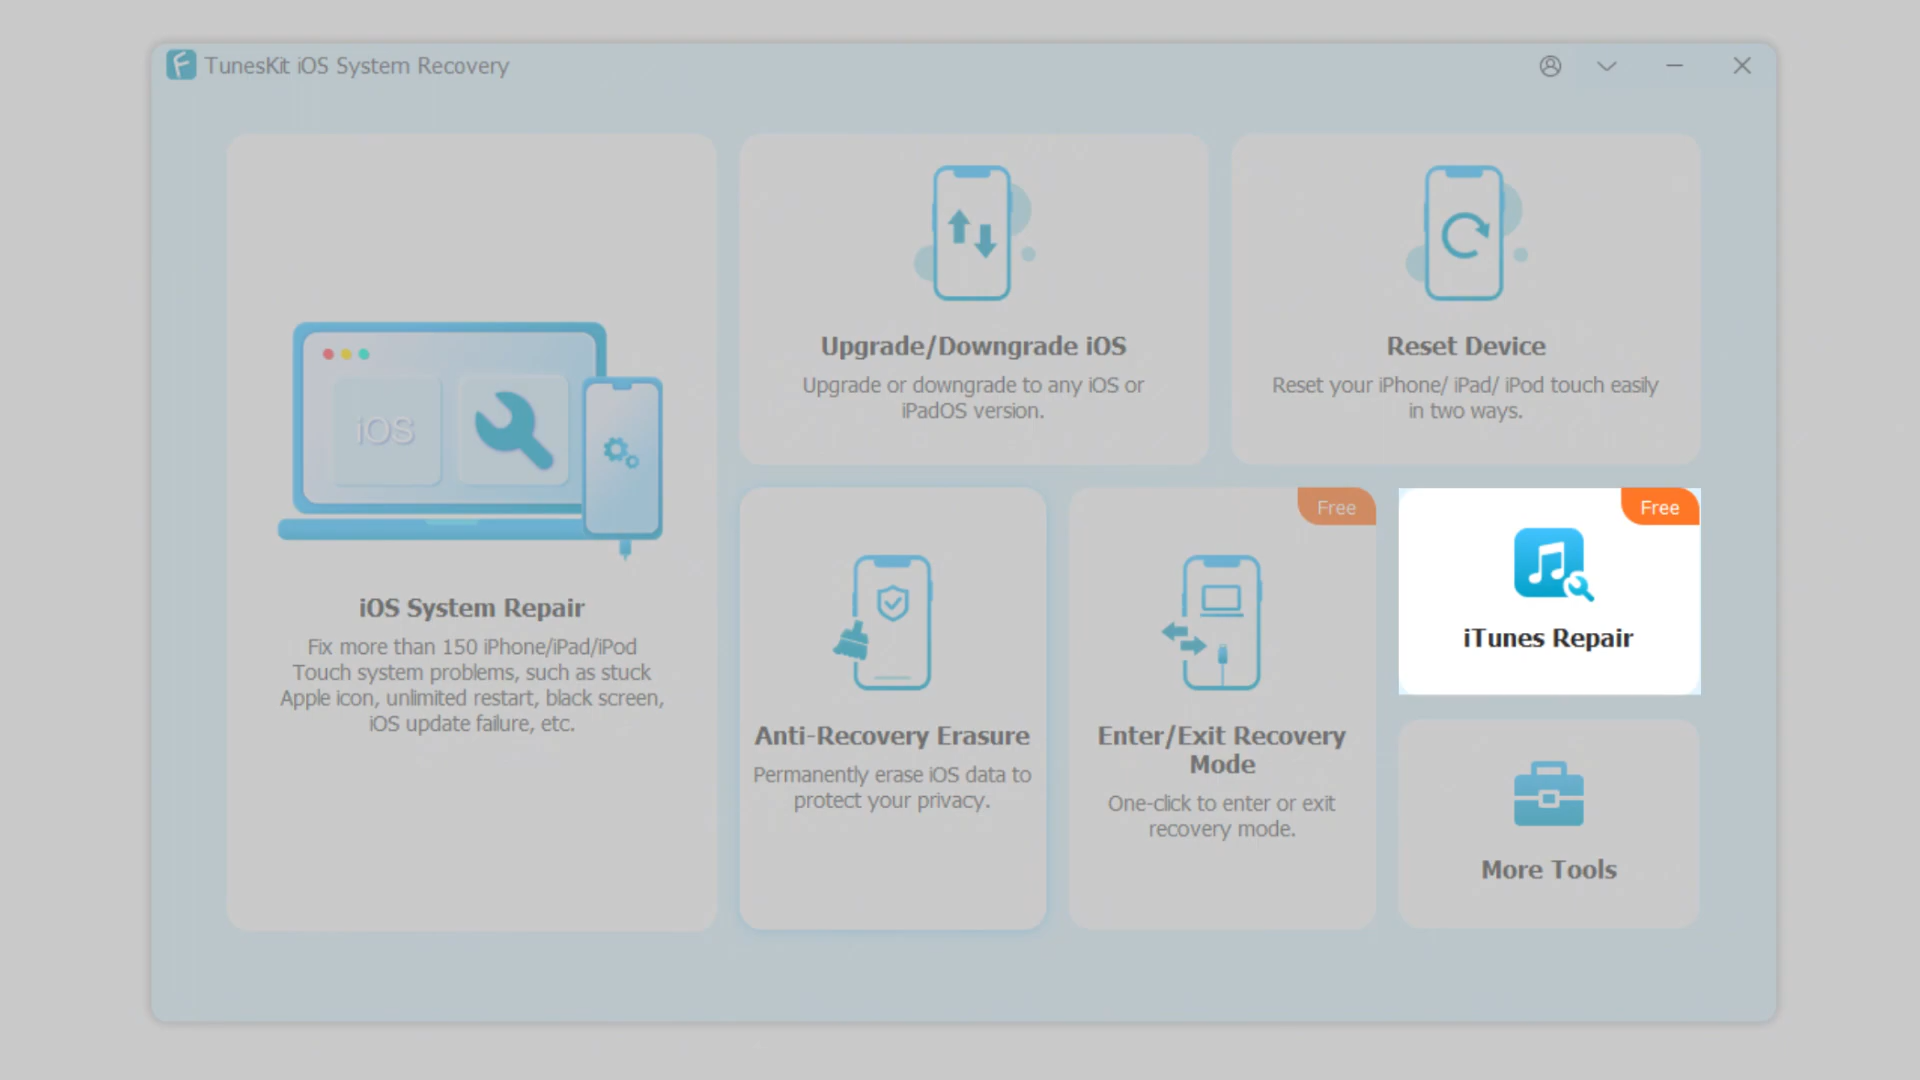 TunesKit iOS System Recovery
iOS
iOS System Repair
Fix more than 150 iPhone/iPad/iPod
Touch system problems, such as stuck
Apple icon, unlimited restart, black screen,
iOS update failure, etc.
Upgrade/Downgrade iOS
Upgrade or downgrade to any iOS or
iPadOS version.
Reset Device
Reset your iPhone/ iPad/ iPod touch easily
in two ways.
Anti-Recovery Erasure
Permanently erase iOS data to
protect your privacy.
Free
Enter/Exit Recovery
Mode
One-click to enter or exit
recovery mode.
Free
iTunes Repair
More Tools